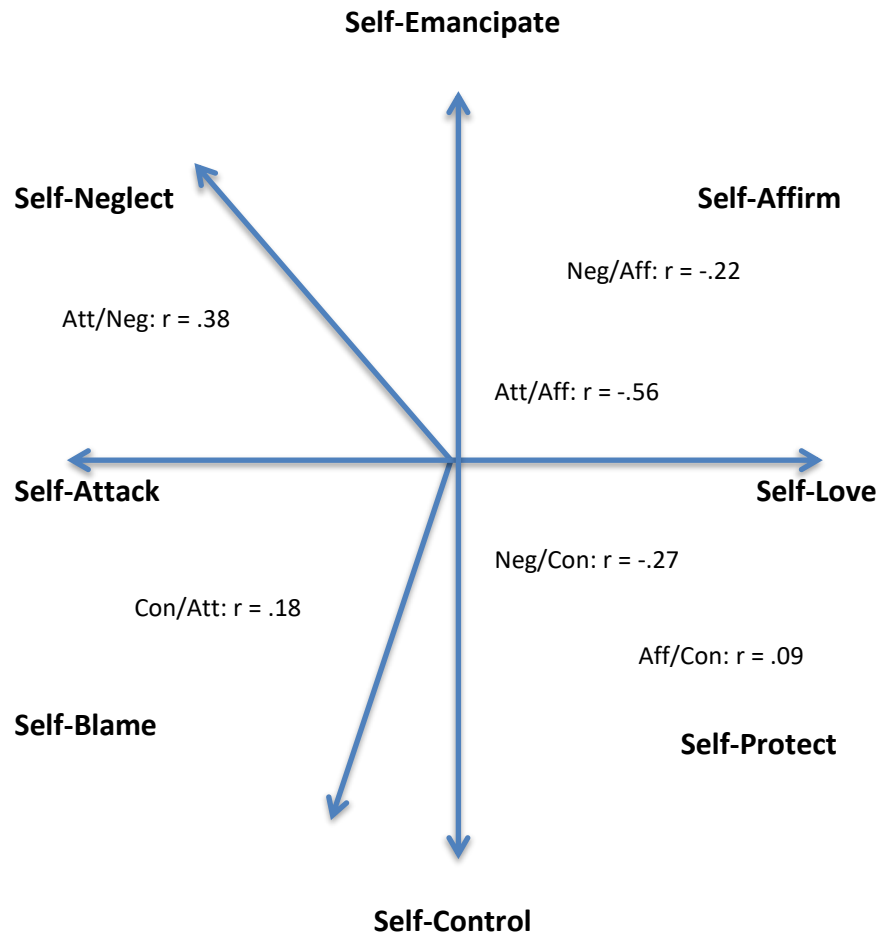 Self-Emancipate
Self-Neglect
Self-Affirm
Neg/Aff: r = -.22
Att/Neg: r = .38
Att/Aff: r = -.56
Self-Attack
Self-Love
Neg/Con: r = -.27
Con/Att: r = .18
Aff/Con: r = .09
Self-Blame
Self-Protect
Self-Control